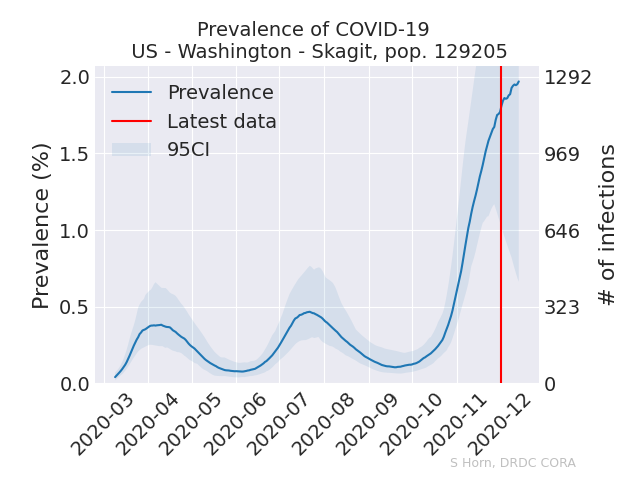 Prevalence of COVID-19
US - Washington - Skagit, pop. 129205
Prevalence
Latest data
95CI
Prevalence (%)
2.0
1.5
1.0
0.5
0.0
1292
969
646
323
0
# of infections
2020-03
2020-04
2020-05
2020-06
2020-07
2020-08
2020-09
2020-10
2020-11
2020-12
S Horn, DRDC CORA